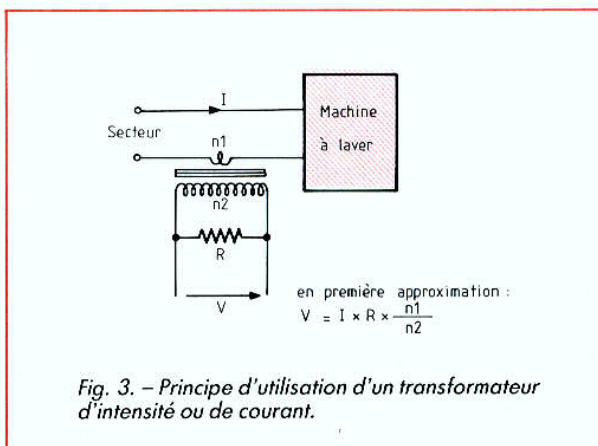 I
Machine
à laver
Secteur
n1
n2
R
V
en première approximation :
V = I × R × n1
n2
Fig. 3. – Principe d'utilisation d'un transformateur
d'intensité ou de courant.